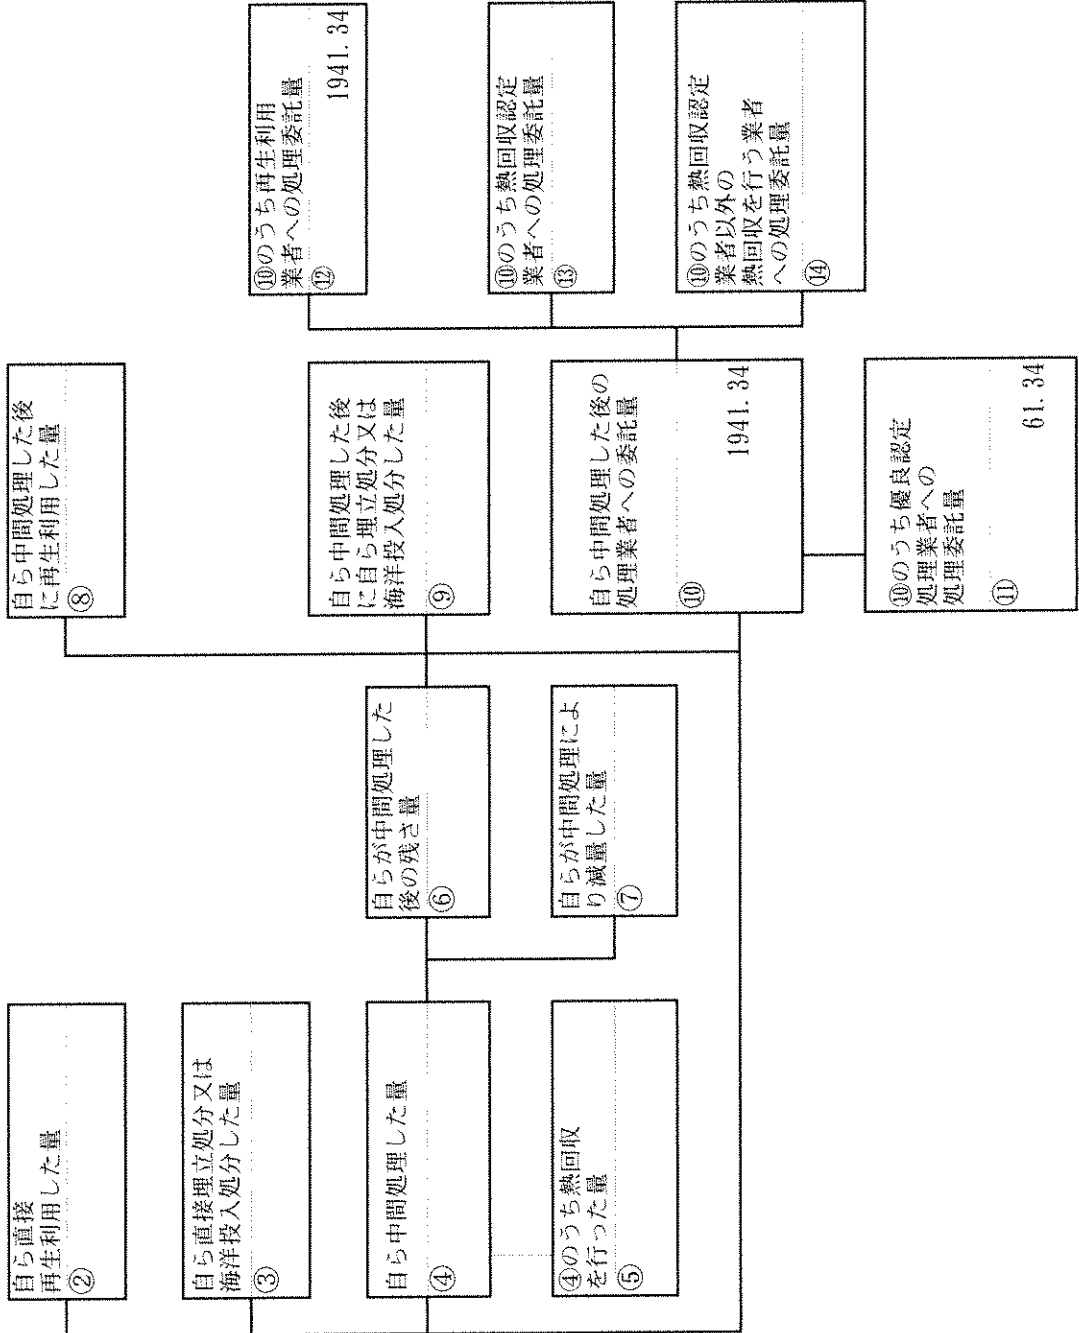 自ら直接
再生利用した量
②
自ら直接埋立処分又は
海洋投入処分した量
③
自ら中間処理した量
④
④のうち熱回収
を行った量
⑤
自らが中間処理した
後の残さ量
⑥
自らが中間処理によ
り減量した量
⑦
自ら中間処理した後
に再生利用した量
⑧
自ら中間処理した後
に自ら埋立処分又は
海洋投入処分した量
⑨
自ら中間処理した後の
処理業者への委託量
⑩
1941.34
⑩のうち優良認定
処理業者への
処理委託量
⑪
61.34
⑩のうち再生利用
業者への処理委託量
⑫
1941.34
⑩のうち熱回収認定
業者への処理委託量
⑬
⑩のうち熱回収認定
業者以外の
熱回収を行う業者
への処理委託量
⑭